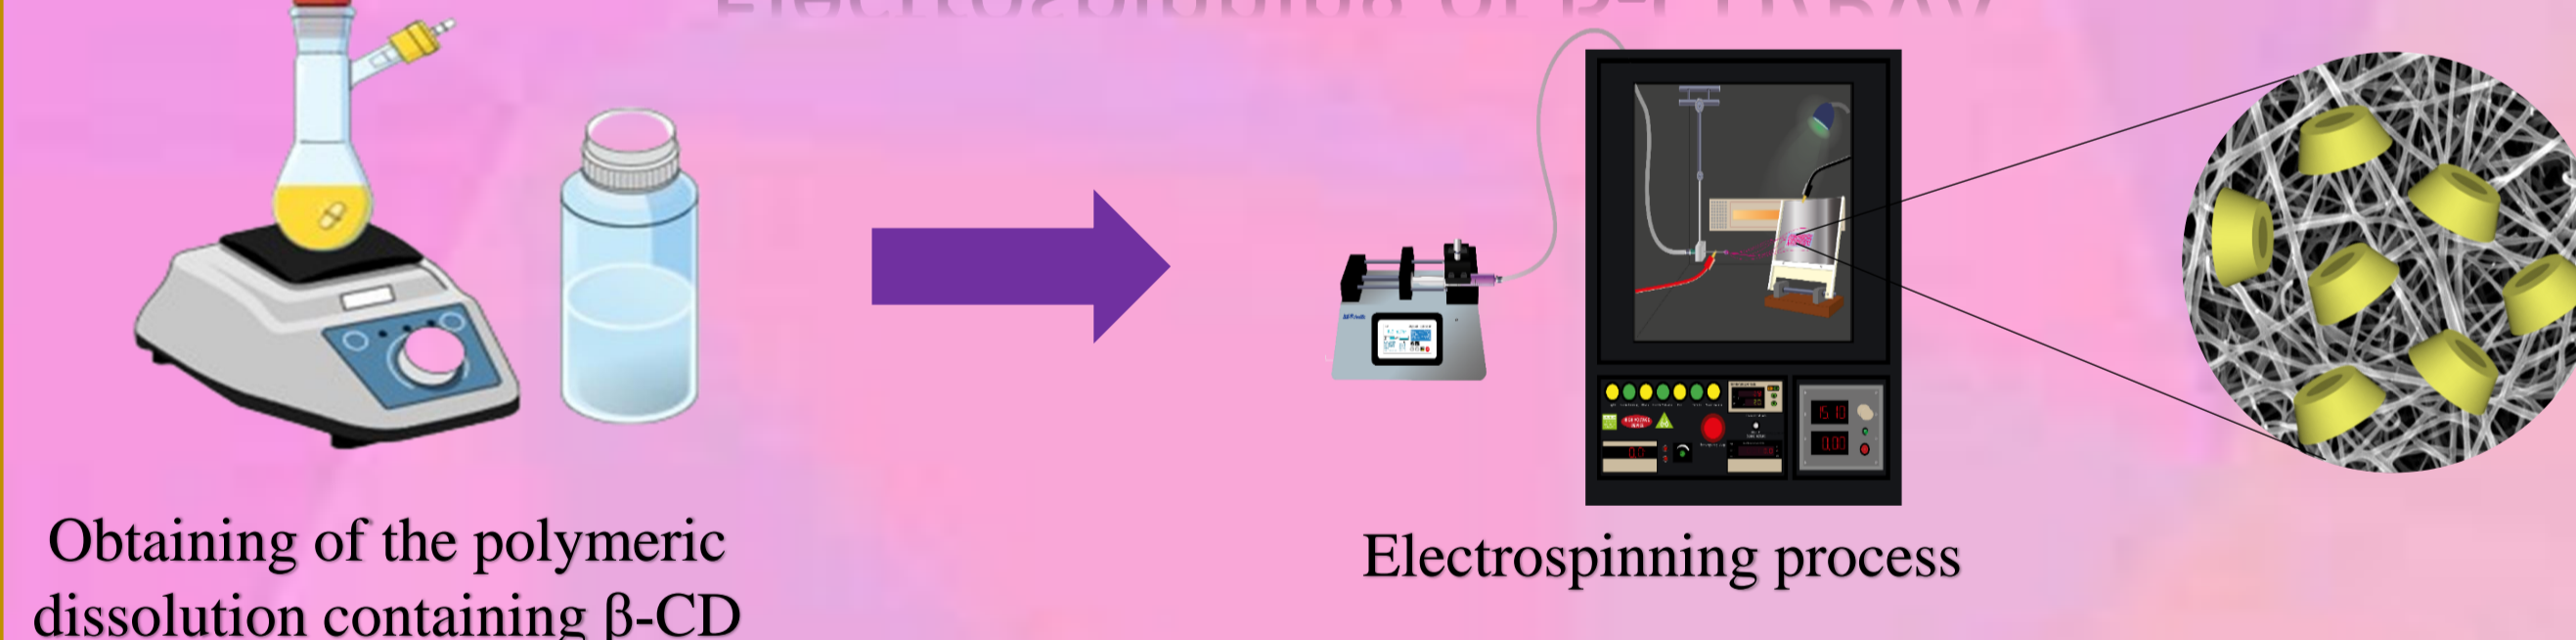 Obtaining of the polymeric
dissolution containing β-CD
Electrospinning process